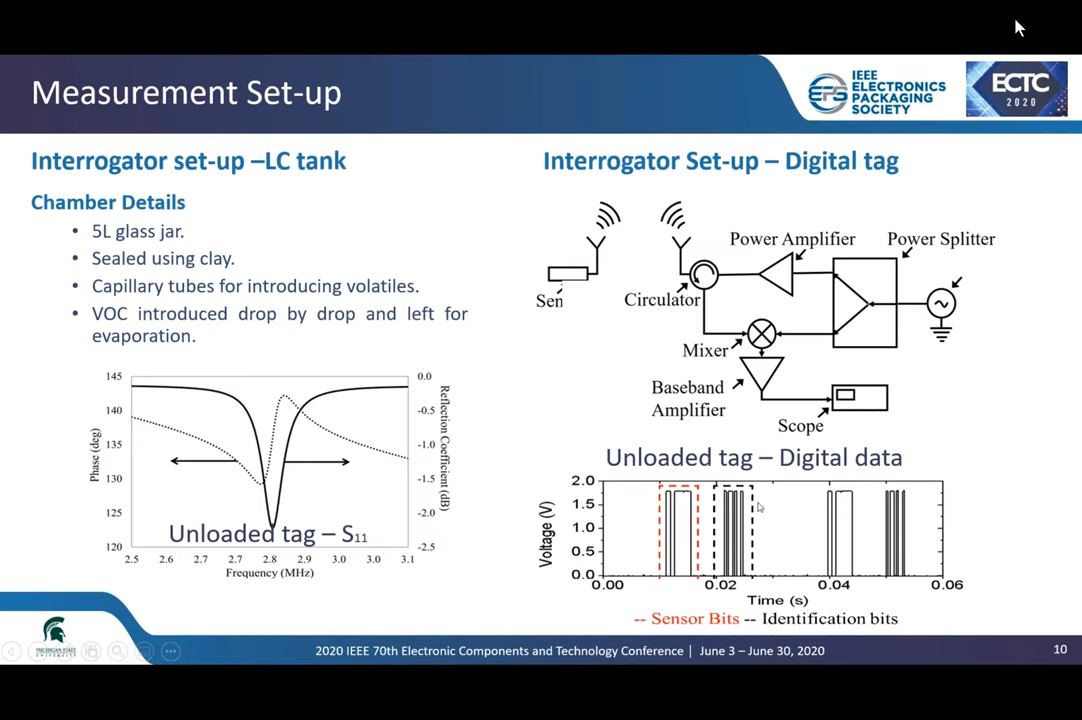 Measurement Set-up
IEEE
ELECTRONICS
PACKAGING
SOCIETY
EPS
ECTC
2020
Interrogator set-up –LC tank
Chamber Details
• 5L glass jar.
• Sealed using clay.
• Capillary tubes for introducing volatiles.
• VOC introduced drop by drop and left for
evaporation.
145
140
135
130
125
120
Phase (deg)
0.0
-0.5
-1.0
-1.5
-2.0
-2.5
Reflection Coefficient (dB)
Unloaded tag – S11
2.5 2.6 2.7 2.7 2.8 2.9 3.0 3.0 3.1
Frequency (MHz)
Interrogator Set-up – Digital tag
Power Amplifier
Power Splitter
Sen
Circulator
Mixer
Baseband
Amplifier
Scope
Unloaded tag – Digital data
2.0
1.5
1.0
0.5
0.0
Voltage (V)
0.00 0.02 0.04 0.06
Time (s)
-- Sensor Bits -- Identification bits
MICHIGAN STATE
UNIVERSITY
2020 IEEE 70th Electronic Components and Technology Conference | June 3 – June 30, 2020
10